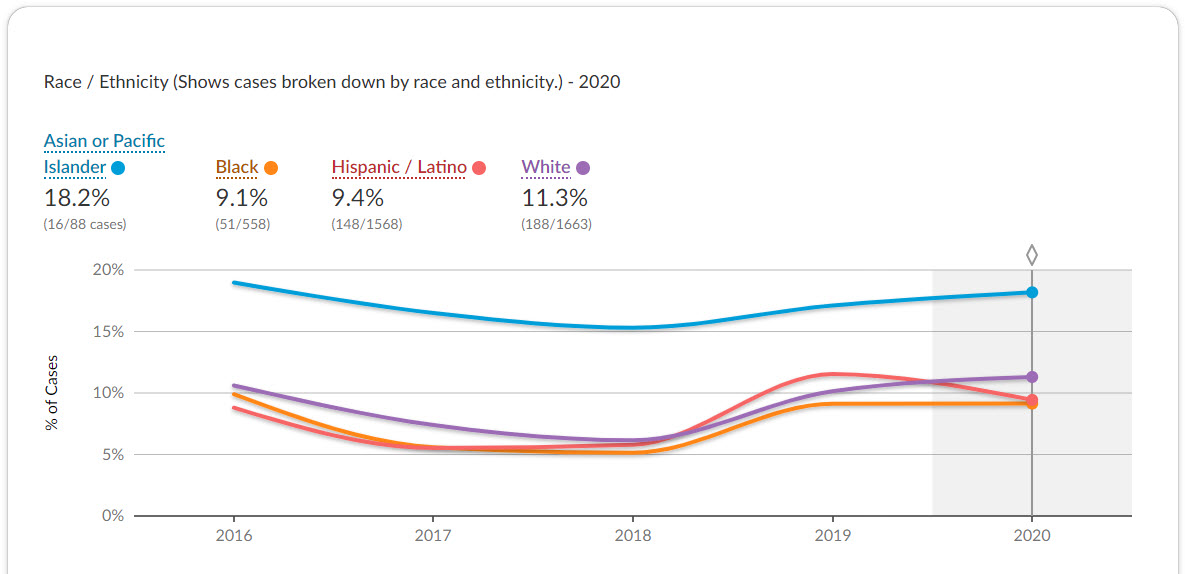 Race / Ethnicity (Shows cases broken down by race and ethnicity.) - 2020
Asian or Pacific
Islander
18.2%
(16/88 cases)
Black
9.1%
(51/558)
Hispanic / Latino
9.4%
(148/1568)
White
11.3%
(188/1663)
% of Cases
20%
15%
10%
5%
0%
2016 2017 2018 2019 2020